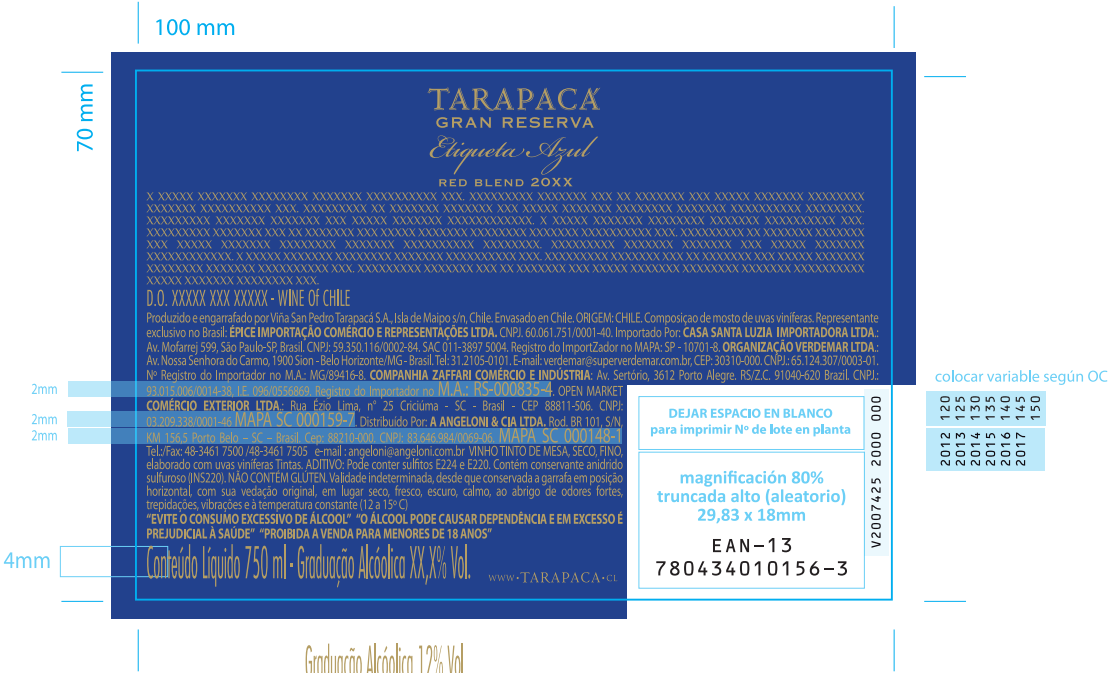 100 mm
70 mm
TARAPACÁ
GRAN RESERVA
Etiqueta Azul
RED BLEND 20XX
D.O. XXXXX XXX XXXXX - WINE Of CHILE
Produzido e engarrafado por Viña San Pedro Tarapacá S.A., Isla de Maipo s/n, Chile. Envasado en Chile. ORIGEM: CHILE. Composiçao de mosto de uvas viníferas. Representante
exclusivo no Brasil: ÉPICE IMPORTAÇÃO COMÉRCIO E REPRESENTAÇÕES LTDA. CNPJ. 60.061.751/0001-40. Importado Por: CASA SANTA LUZIA IMPORTADORA LTDA.:
Av. Mofarrej 599, São Paulo-SP, Brasil. CNPJ: 59.350.116/0002-84. SAC 011-3897 5004. Registro do ImportZador no MAPA: SP - 10701-8. ORGANIZAÇÃO VERDEMAR LTDA.:
Av. Nossa Senhora do Carmo, 1900 Sion - Belo Horizonte/MG - Brasil. Tel: 31.2105-0101. E-mail: verdemar@superverdemar.com.br, CEP: 30310-000. CNPJ.: 65.124.307/0003-01.
Nº Registro do Importador no M.A.: MG/89416-8. COMPANHIA ZAFFARI COMÉRCIO E INDÚSTRIA: Av. Sertório, 3612 Porto Alegre. RS/Z.C. 91040-620 Brazil. CNPJ.:
2mm
93.015.006/0014-38, I.E. 096/0556869. Registro do Importador no M.A.: RS-000835-4. OPEN MARKET
COMÉRCIO EXTERIOR LTDA.: Rua Ézio Lima, n° 25 Criciúma - SC - Brasil - CEP 88811-506. CNPJ:
2mm
03.209.338/0001-46 MAPA SC 000159-7. Distribuído Por: A ANGELONI & CIA LTDA. Rod. BR 101, S/N,
2mm
KM 156,5 Porto Belo – SC – Brasil. Cep: 88210-000. CNPJ: 83.646.984/0069-06. MAPA SC 000148-1
Tel.:/Fax: 48-3461 7500 /48-3461 7505 e-mail : angeloni@angeloni.com.br VINHO TINTO DE MESA, SECO, FINO,
elaborado com uvas viníferas Tintas. ADITIVO: Pode conter sulfitos E224 e E220. Contém conservante anidrido
sulfuroso (INS220). NÃO CONTÉM GLÚTEN. Validade indeterminada, desde que conservada a garrafa em posição
horizontal, com sua vedação original, em lugar seco, fresco, escuro, calmo, ao abrigo de odores fortes,
trepidações, vibrações e à temperatura constante (12 a 15º C)
“EVITE O CONSUMO EXCESSIVO DE ÁLCOOL” “O ÁLCOOL PODE CAUSAR DEPENDÊNCIA E EM EXCESSO É
PREJUDICIAL À SAÚDE” “PROIBIDA A VENDA PARA MENORES DE 18 ANOS”
4mm
Conteúdo Líquido 750 ml - Graduação Alcóolica XX,X% Vol.
WWW·TARAPACA·CL
DEJAR ESPACIO EN BLANCO
para imprimir Nº de lote en planta
magnificación 80%
truncada alto (aleatorio)
29,83 x 18mm
EAN-13
780434010156-3
V2007425 2000 000
colocar variable según OC
2012 120
2013 125
2014 130
2015 135
2016 140
2017 145
150
Graduação Alcóolica 12% Vol